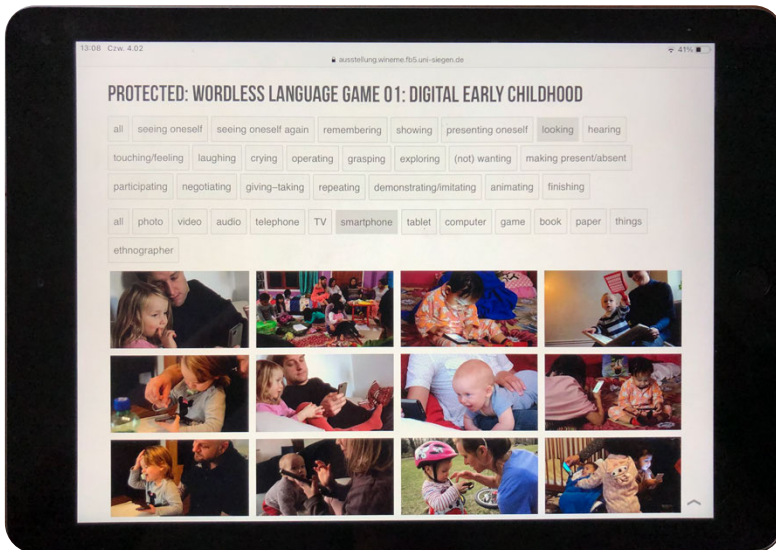 13:08 Czw. 4.02
41%
ausstellung.wineme.fb5.uni-siegen.de
PROTECTED: WORDLESS LANGUAGE GAME 01: DIGITAL EARLY CHILDHOOD
all seeing oneself seeing oneself again remembering showing presenting oneself looking hearing
touching/feeling laughing crying operating grasping exploring (not) wanting making present/absent
participating negotiating giving–taking repeating demonstrating/imitating animating finishing
all photo video audio telephone TV smartphone tablet computer game book paper things
ethnographer